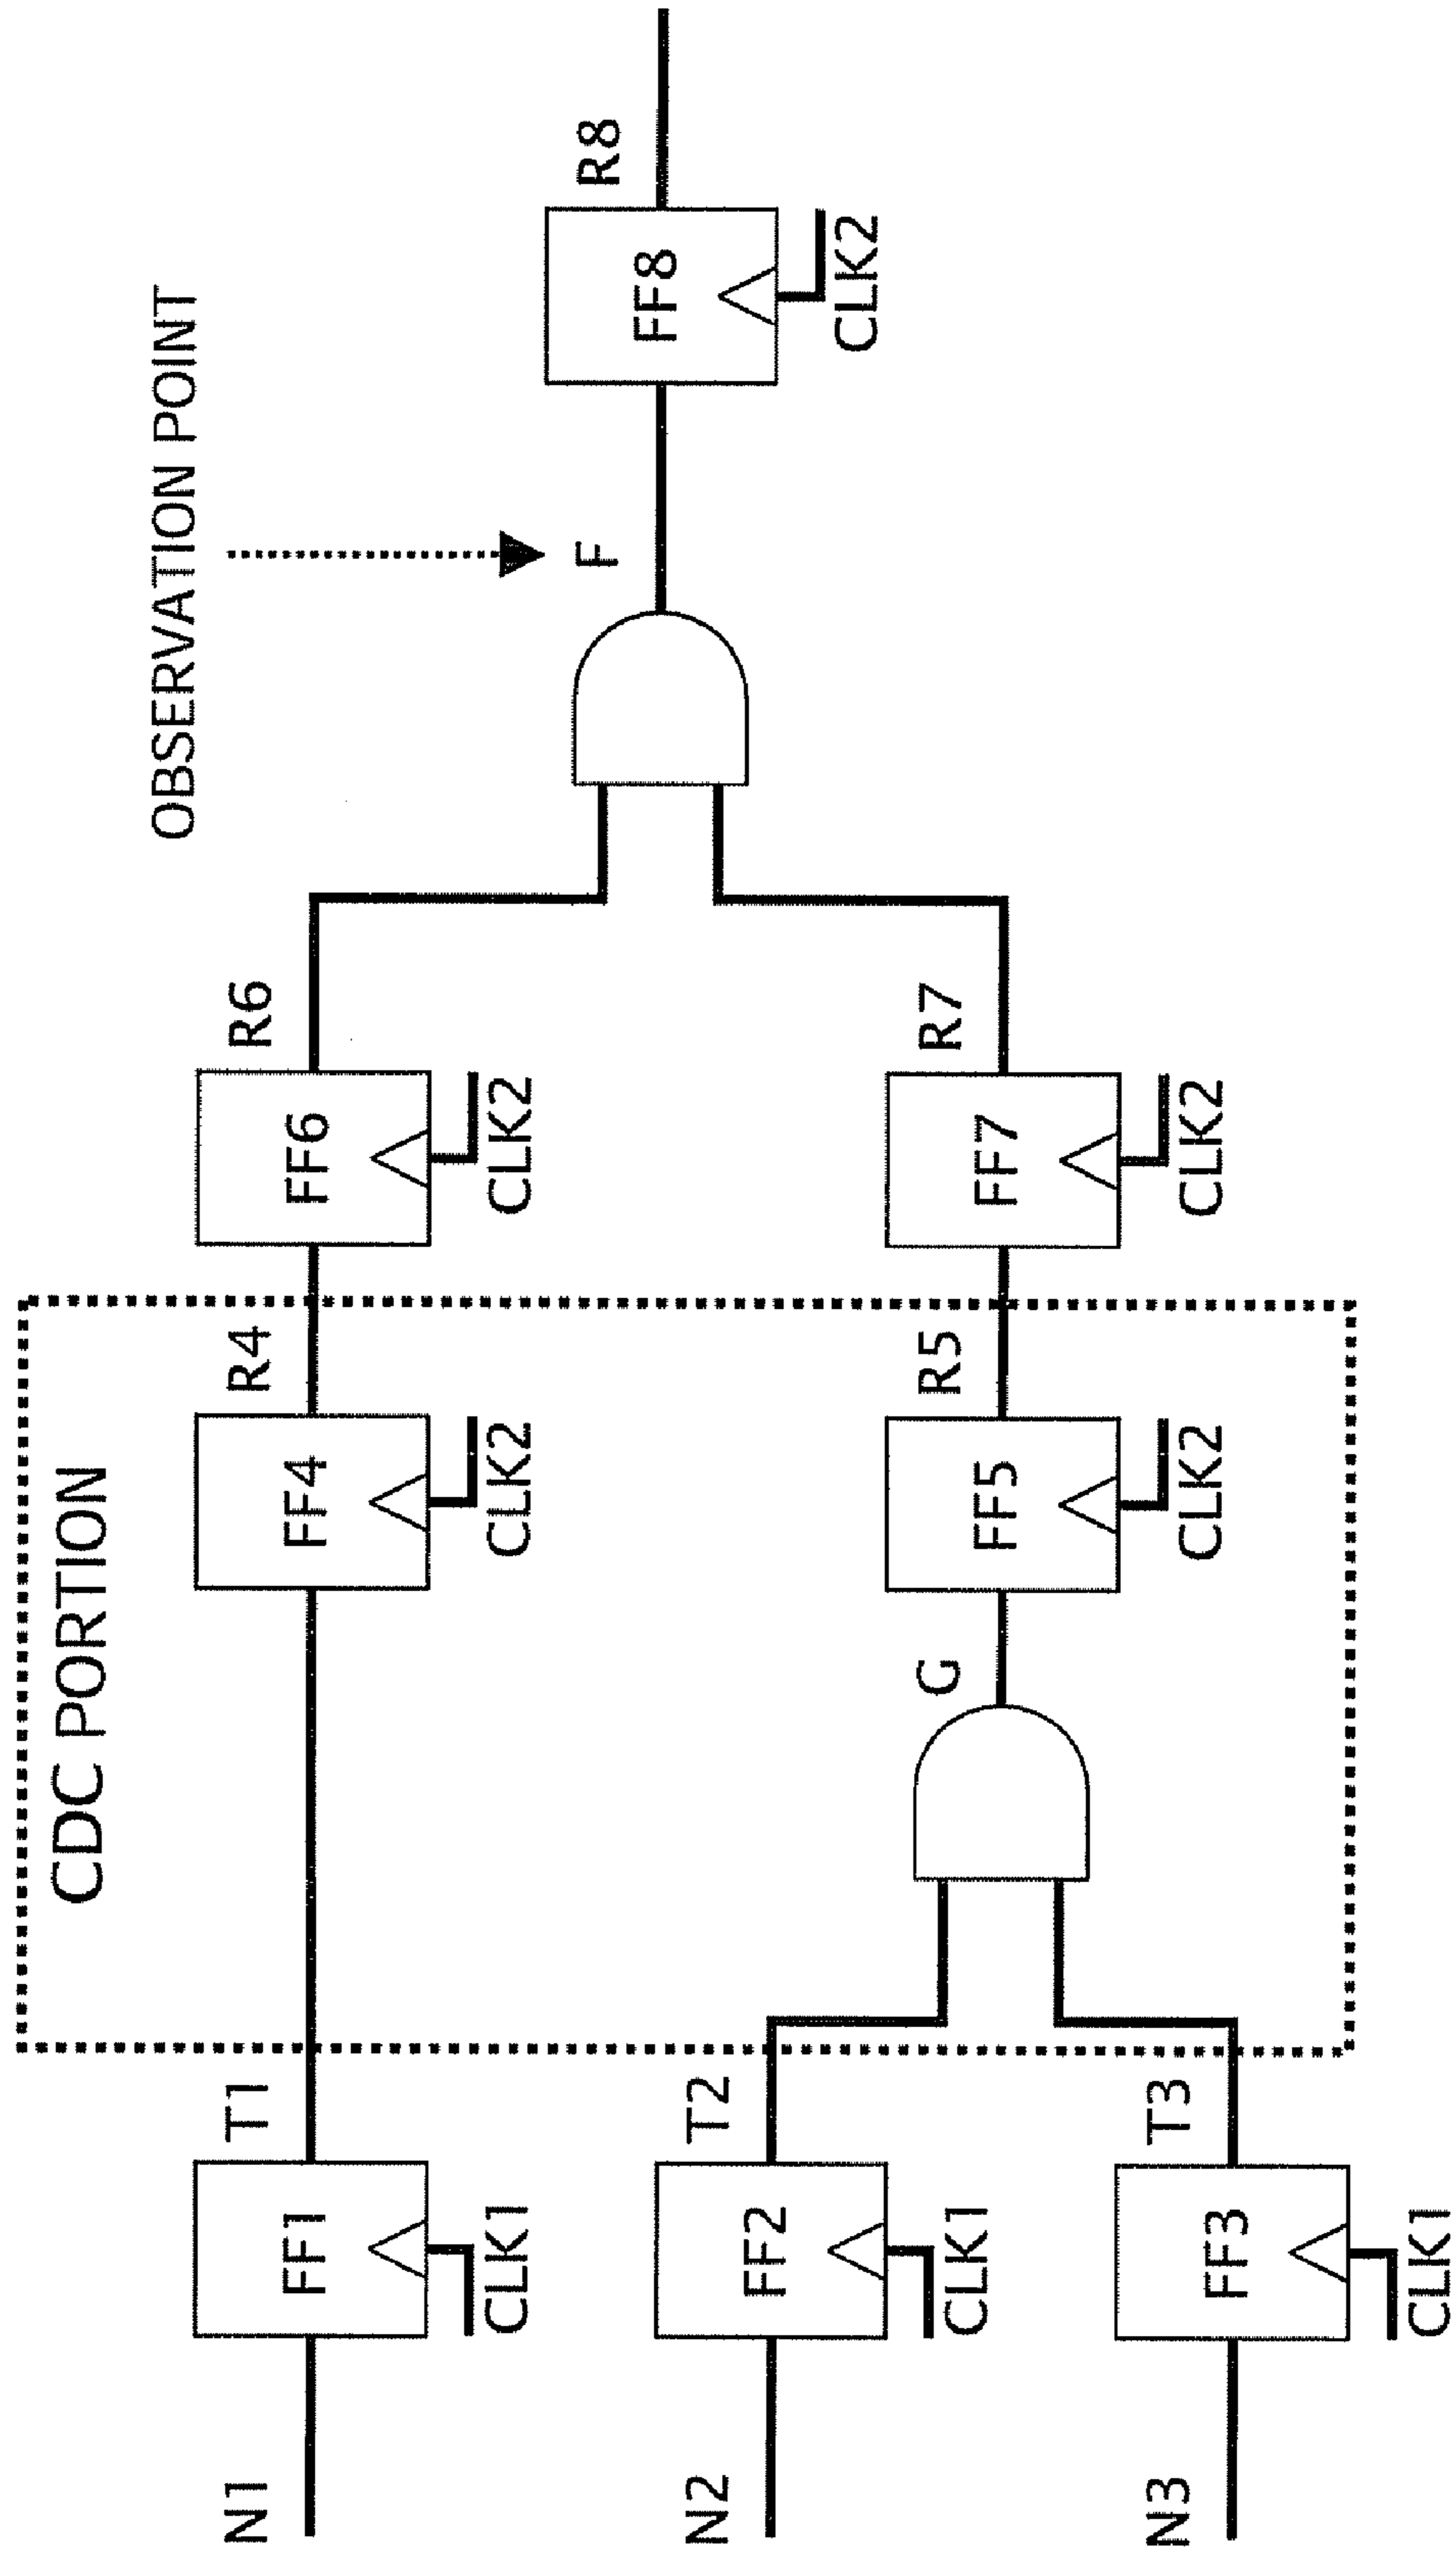 OBSERVATION POINT
CDC PORTION
N1
FF1
CLK1
T1
FF4
CLK2
R4
FF6
CLK2
R6
N2
FF2
CLK1
T2
N3
FF3
CLK1
T3
G
FF5
CLK2
R5
FF7
CLK2
R7
F
FF8
CLK2
R8